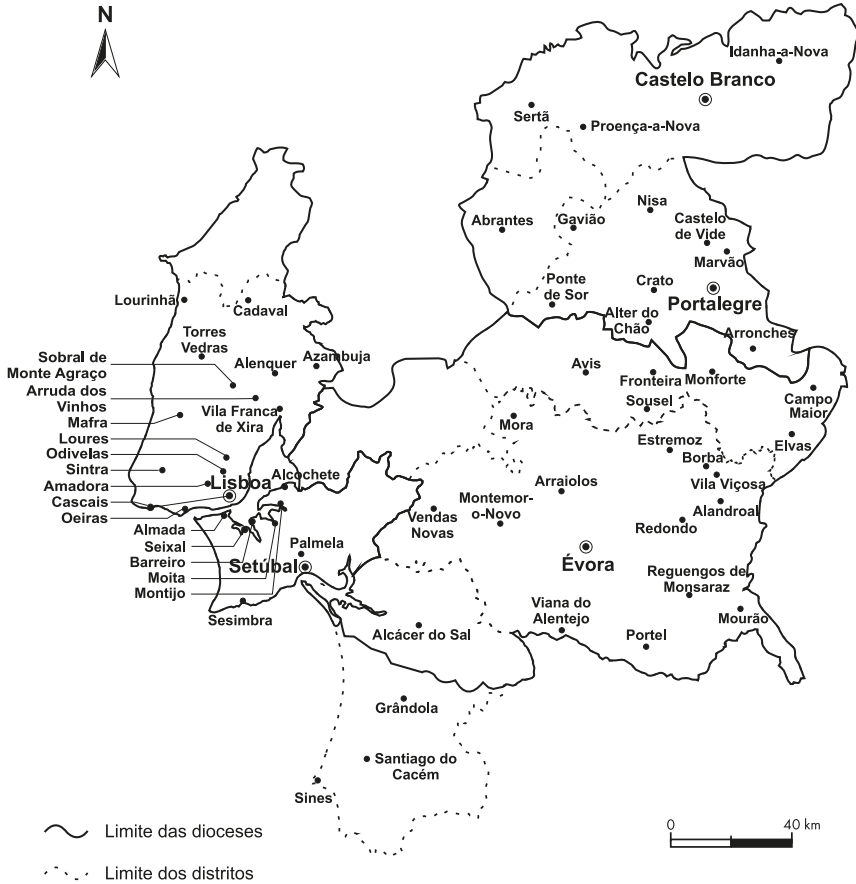 N
Idanha-a-Nova
Castelo Branco
Sertã
Proença-a-Nova
Nisa
Abrantes
Gavião
Castelo
de Vide
Marvão
Ponte
de Sor
Crato
Portalegre
Alter do
Chão
Arronches
Lourinhã
Cadaval
Torres
Vedras
Alenquer
Azambuja
Sobral de
Monte Agraço
Arruda dos
Vinhos
Mafra
Loures
Odivelas
Sintra
Amadora
Cascais
Oeiras
Vila Franca
de Xira
Lisboa
Alcochete
Almada
Seixal
Barreiro
Moita
Montijo
Palmela
Setúbal
Sesimbra
Avis
Fronteira
Monforte
Sousel
Campo
Maior
Mora
Estremoz
Elvas
Borba
Vila Viçosa
Arraiolos
Montemor-
o-Novo
Vendas
Novas
Alandroal
Redondo
Évora
Reguengos de
Monsaraz
Viana do
Alentejo
Portel
Mourão
Alcácer do Sal
Grândola
Santiago do
Cacém
Sines
Limite das dioceses
Limite dos distritos
0 40 km